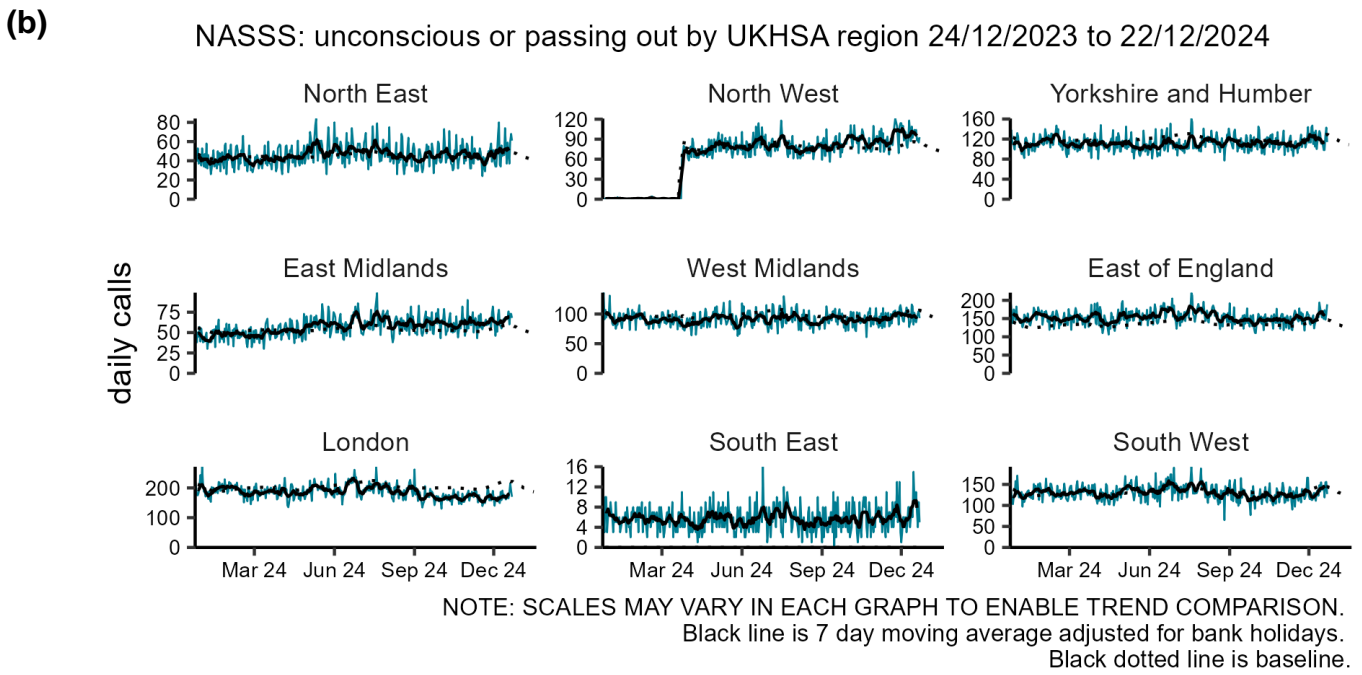 (b)
NASSS: unconscious or passing out by UKHSA region 24/12/2023 to 22/12/2024
North East
North West
Yorkshire and Humber
80
60
40
20
0
120
90
60
30
0
160
120
80
40
0
daily calls
East Midlands
West Midlands
East of England
75
50
25
0
100
50
0
200
150
100
50
0
London
South East
South West
200
100
0
16
12
8
4
0
150
100
50
0
Mar 24 Jun 24 Sep 24 Dec 24
Mar 24 Jun 24 Sep 24 Dec 24
Mar 24 Jun 24 Sep 24 Dec 24
NOTE: SCALES MAY VARY IN EACH GRAPH TO ENABLE TREND COMPARISON.
Black line is 7 day moving average adjusted for bank holidays.
Black dotted line is baseline.